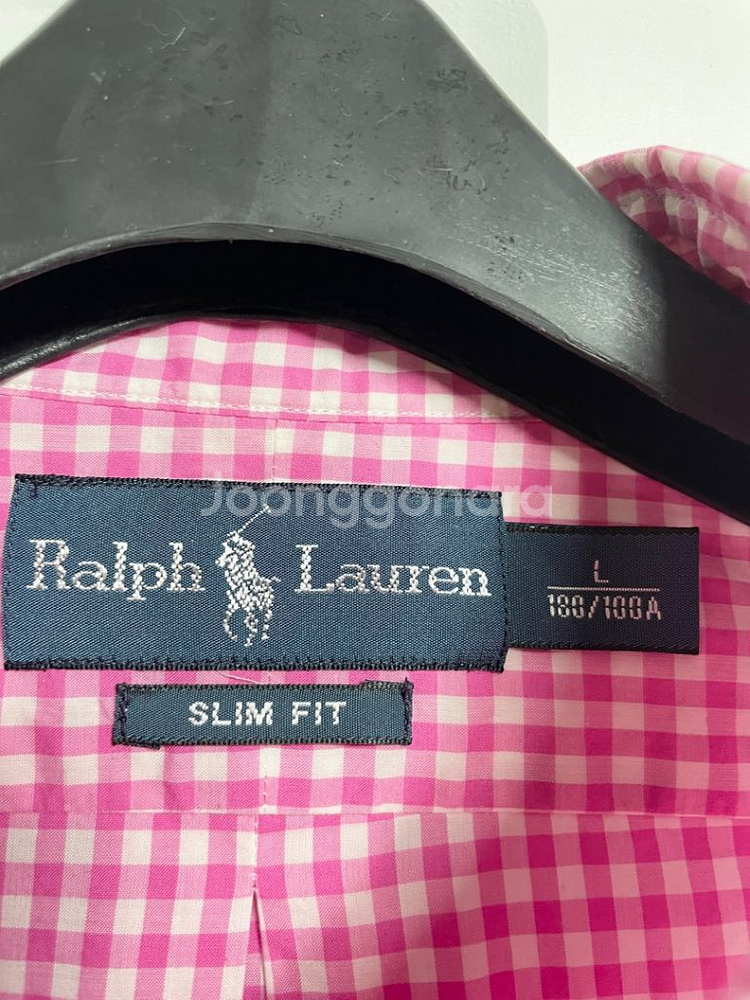 Joonggonara
Ralph Lauren
L
180/100A
SLIM FIT